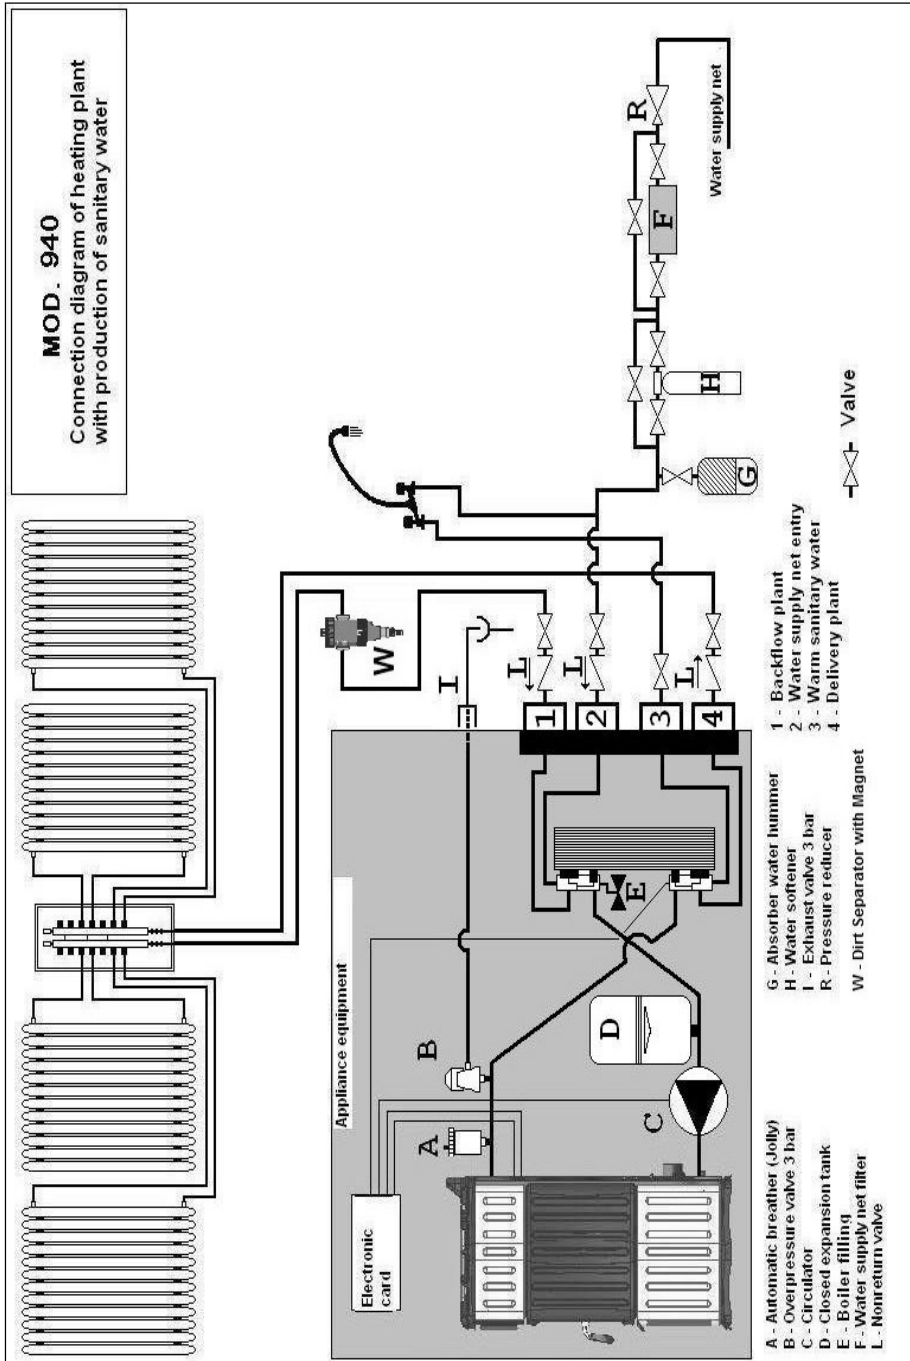 MOD. 940
Connection diagram of heating plant
with production of sanitary water
Appliance equipment
Electronic
card
A
B
C
D
E
I
W
L
L
L
1
2
3
4
G
H
F
R
Water supply net
A - Automatic breather (Jolly)
B - Overpressure valve 3 bar
C - Circulator
D - Closed expansion tank
E - Boiler filling
F - Water supply net filter
L - Nonreturn valve
G - Absorber water hummer
H - Water softener
I - Exhaust valve 3 bar
R - Pressure reducer
W - Dirt Separator with Magnet
1 - Backflow plant
2 - Water supply net entry
3 - Warm sanitary water
4 - Delivery plant
Valve